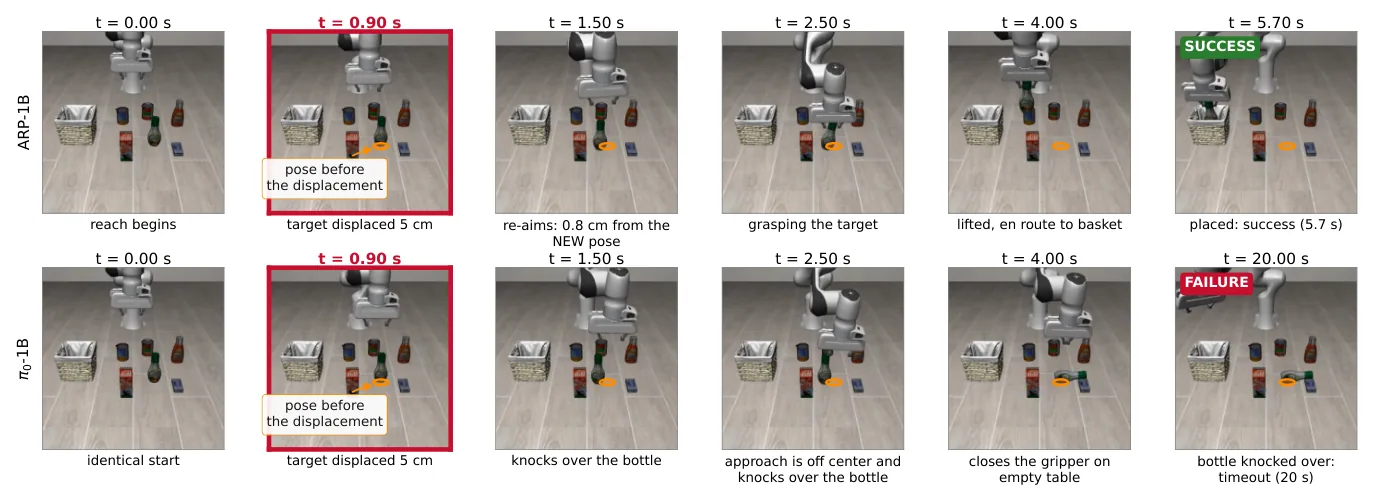 t = 0.00 s
t = 0.90 s
t = 1.50 s
t = 2.50 s
t = 4.00 s
t = 5.70 s
ARP-1B
SUCCESS
pose before
the displacement
reach begins
target displaced 5 cm
re-aims: 0.8 cm from the
NEW pose
grasping the target
lifted, en route to basket
placed: success (5.7 s)
t = 0.00 s
t = 0.90 s
t = 1.50 s
t = 2.50 s
t = 4.00 s
t = 20.00 s
π₀-1B
FAILURE
pose before
the displacement
identical start
target displaced 5 cm
knocks over the bottle
approach is off center and
knocks over the bottle
closes the gripper on
empty table
bottle knocked over:
timeout (20 s)